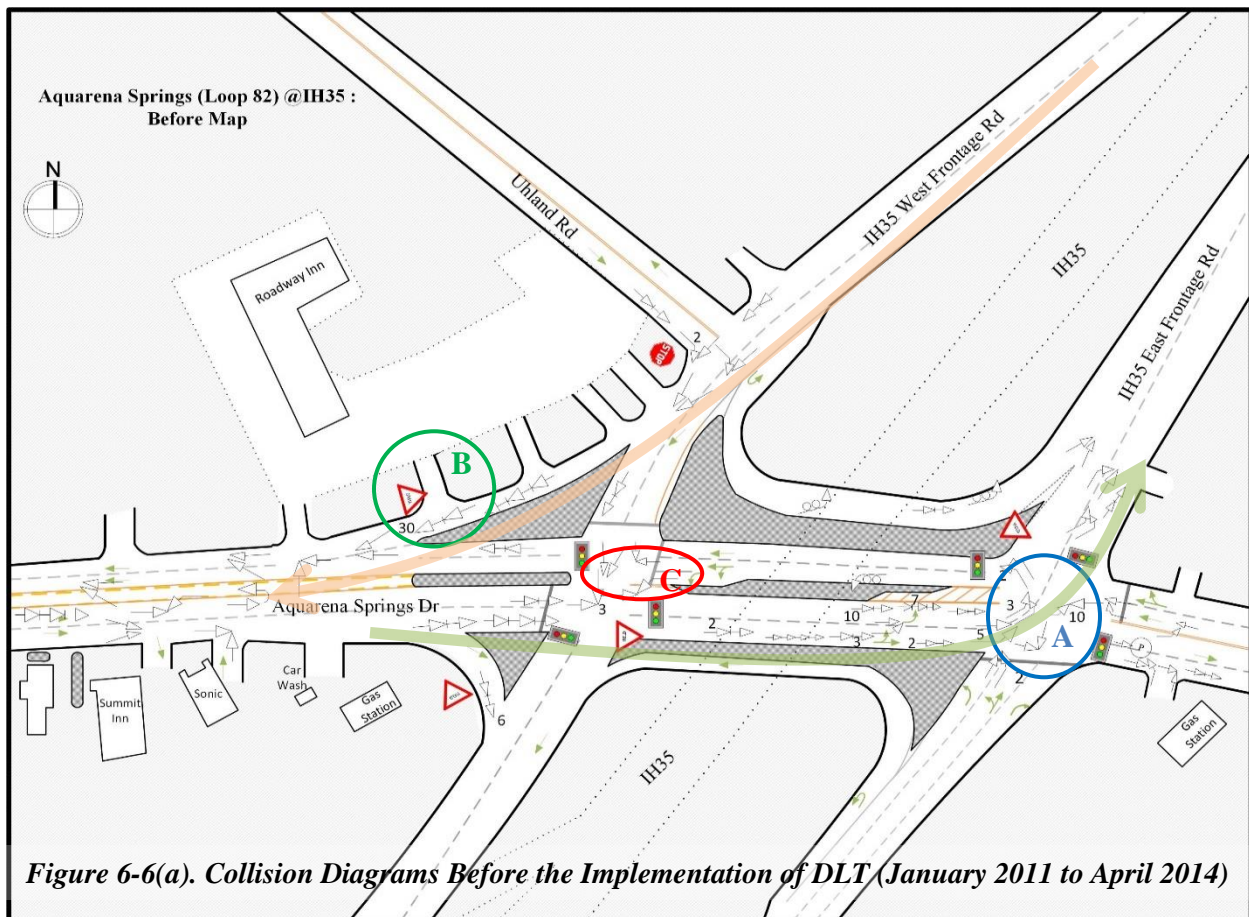 Aquarena Springs (Loop 82) @IH35 :
Before Map
N
Uhland Rd
IH35 West Frontage Rd
IH35
IH35 East Frontage Rd
Roadway Inn
STOP
2
B
30
C
Aquarena Springs Dr
3
2
10
7
3
2
5
3
10
A
2
P
2
Summit
Inn
Sonic
Car
Wash
Gas
Station
6
IH35
Gas
Station
Figure 6-6(a). Collision Diagrams Before the Implementation of DLT (January 2011 to April 2014)